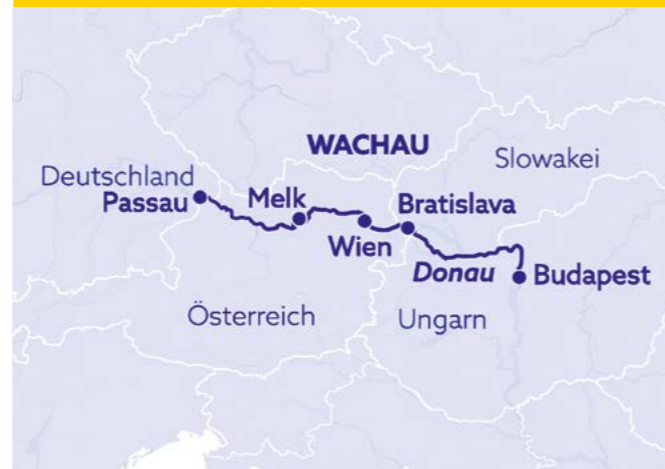 WACHAU
Slowakei
Deutschland
Passau
Melk
Bratislava
Wien
Donau
Budapest
Österreich
Ungarn